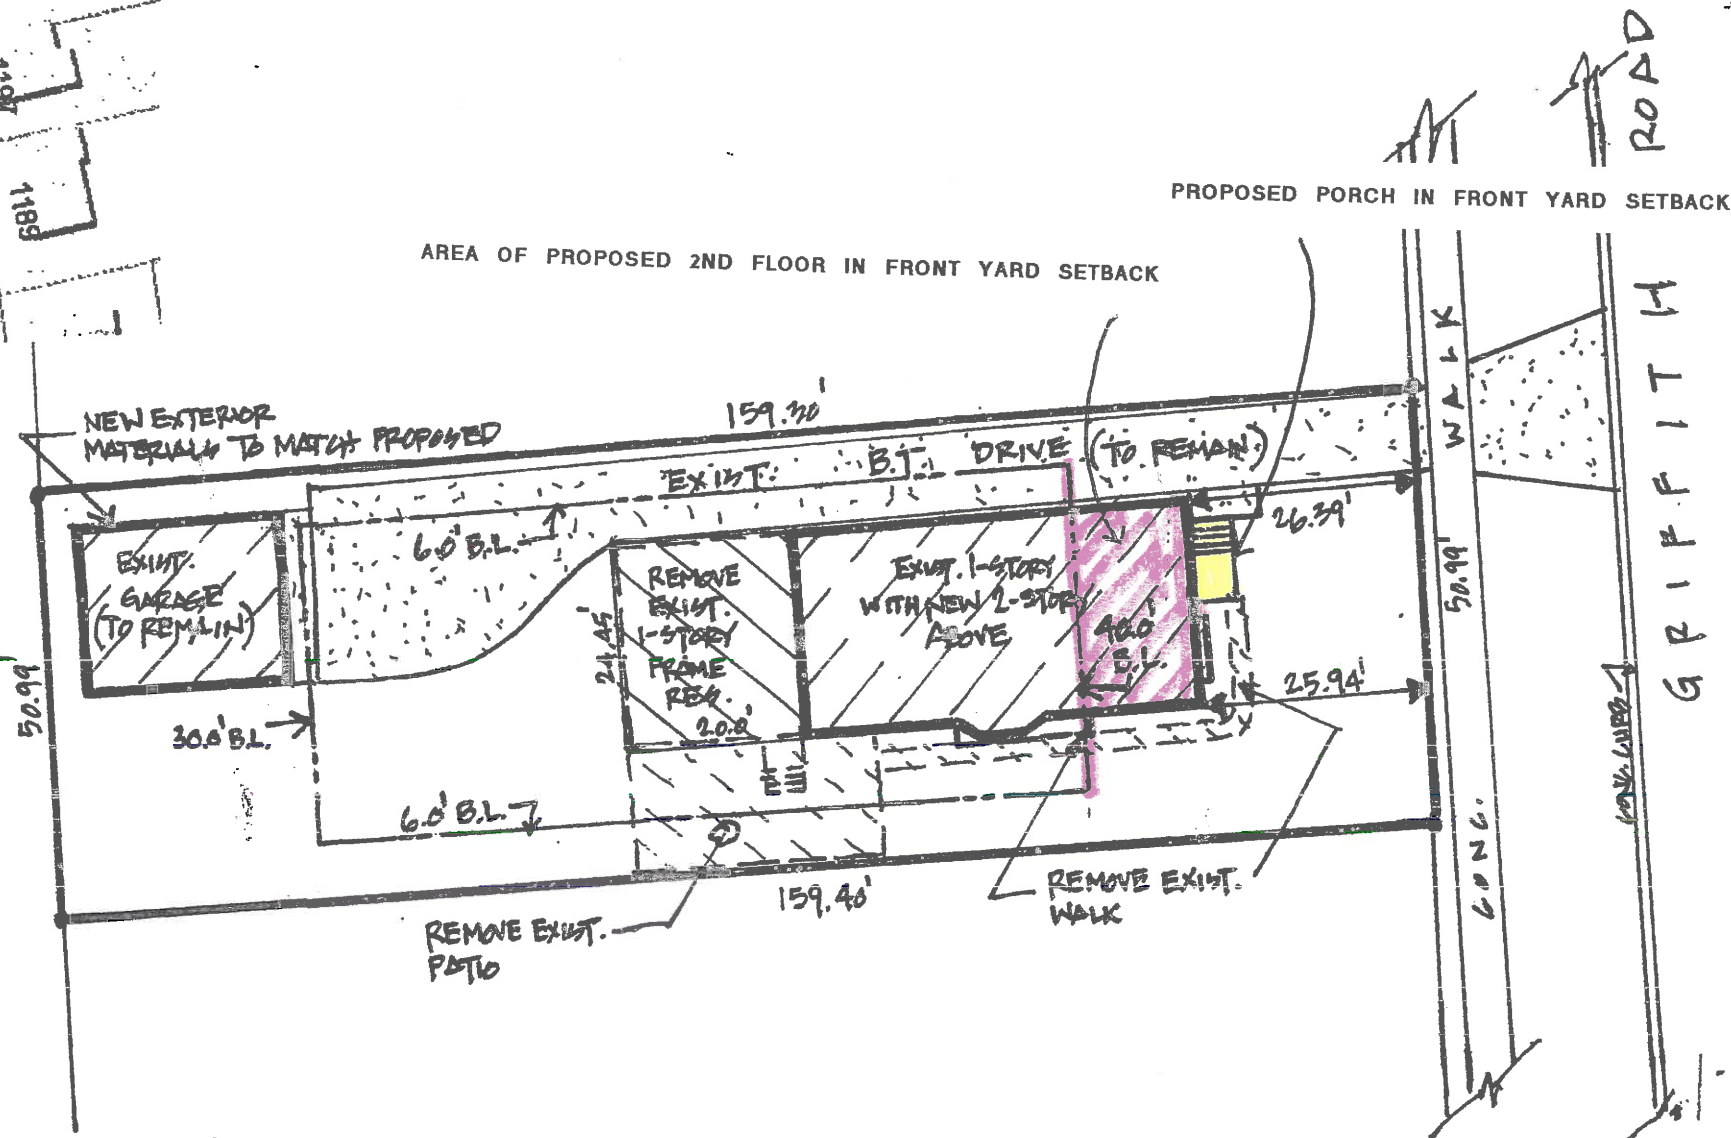 1189
ROAD
PROPOSED PORCH IN FRONT YARD SETBACK
AREA OF PROPOSED 2ND FLOOR IN FRONT YARD SETBACK
GRIFFITH
WALK
NEW EXTERIOR
MATERIALS TO MATCH PROPOSED
159.30'
EXIST. B.T. DRIVE (TO REMAIN)
26.39'
6.0' B.L.
EXIST.
GARAGE
(TO REMAIN)
REMOVE
EXIST.
1-STORY
FRAME
RES.
20.0'
24.45'
EXIST. 1-STORY
WITH NEW 2-STORY
ABOVE
40.0'
B.L.
50.99'
25.94'
50.99'
30.0' B.L.
6.0' B.L.
CONC. CURB
CONC.
159.40'
REMOVE EXIST.
WALK
REMOVE EXIST.
PATIO